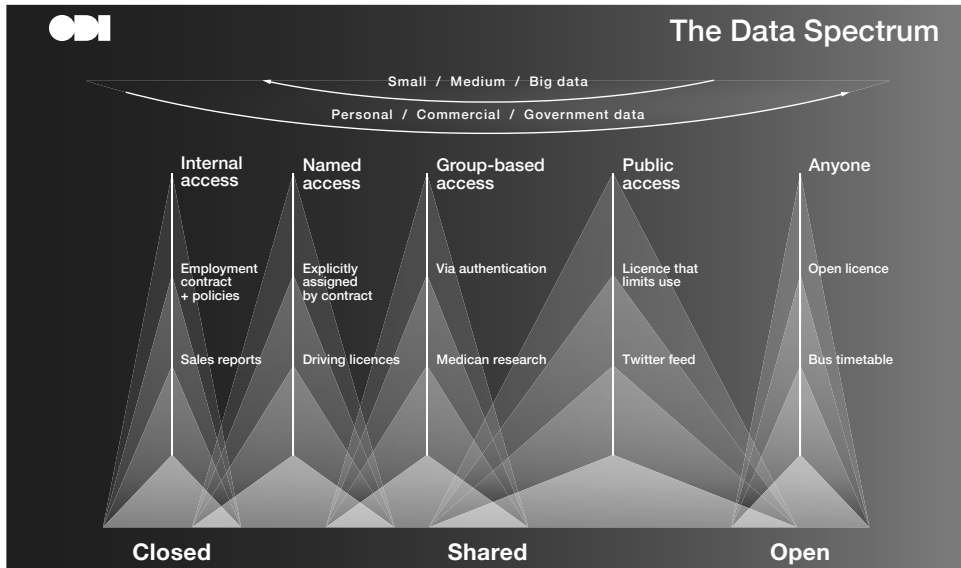 ODI
The Data Spectrum
Small / Medium / Big data
Personal / Commercial / Government data
Internal
access
Named
access
Group-based
access
Public
access
Anyone
Employment
contract
+ policies
Explicitly
assigned
by contract
Via authentication
Licence that
limits use
Open licence
Sales reports
Driving licences
Medican research
Twitter feed
Bus timetable
Closed
Shared
Open